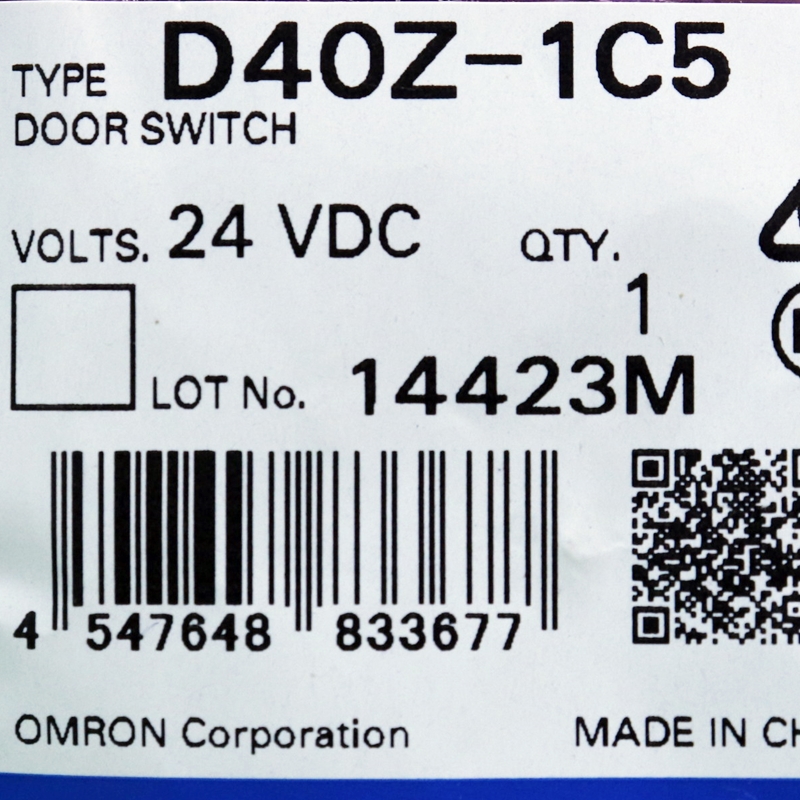 TYPE D40Z-1C5
DOOR SWITCH
VOLTS. 24 VDC QTY.
1
LOT No. 14423M
4 547648 833677
OMRON Corporation MADE IN CH